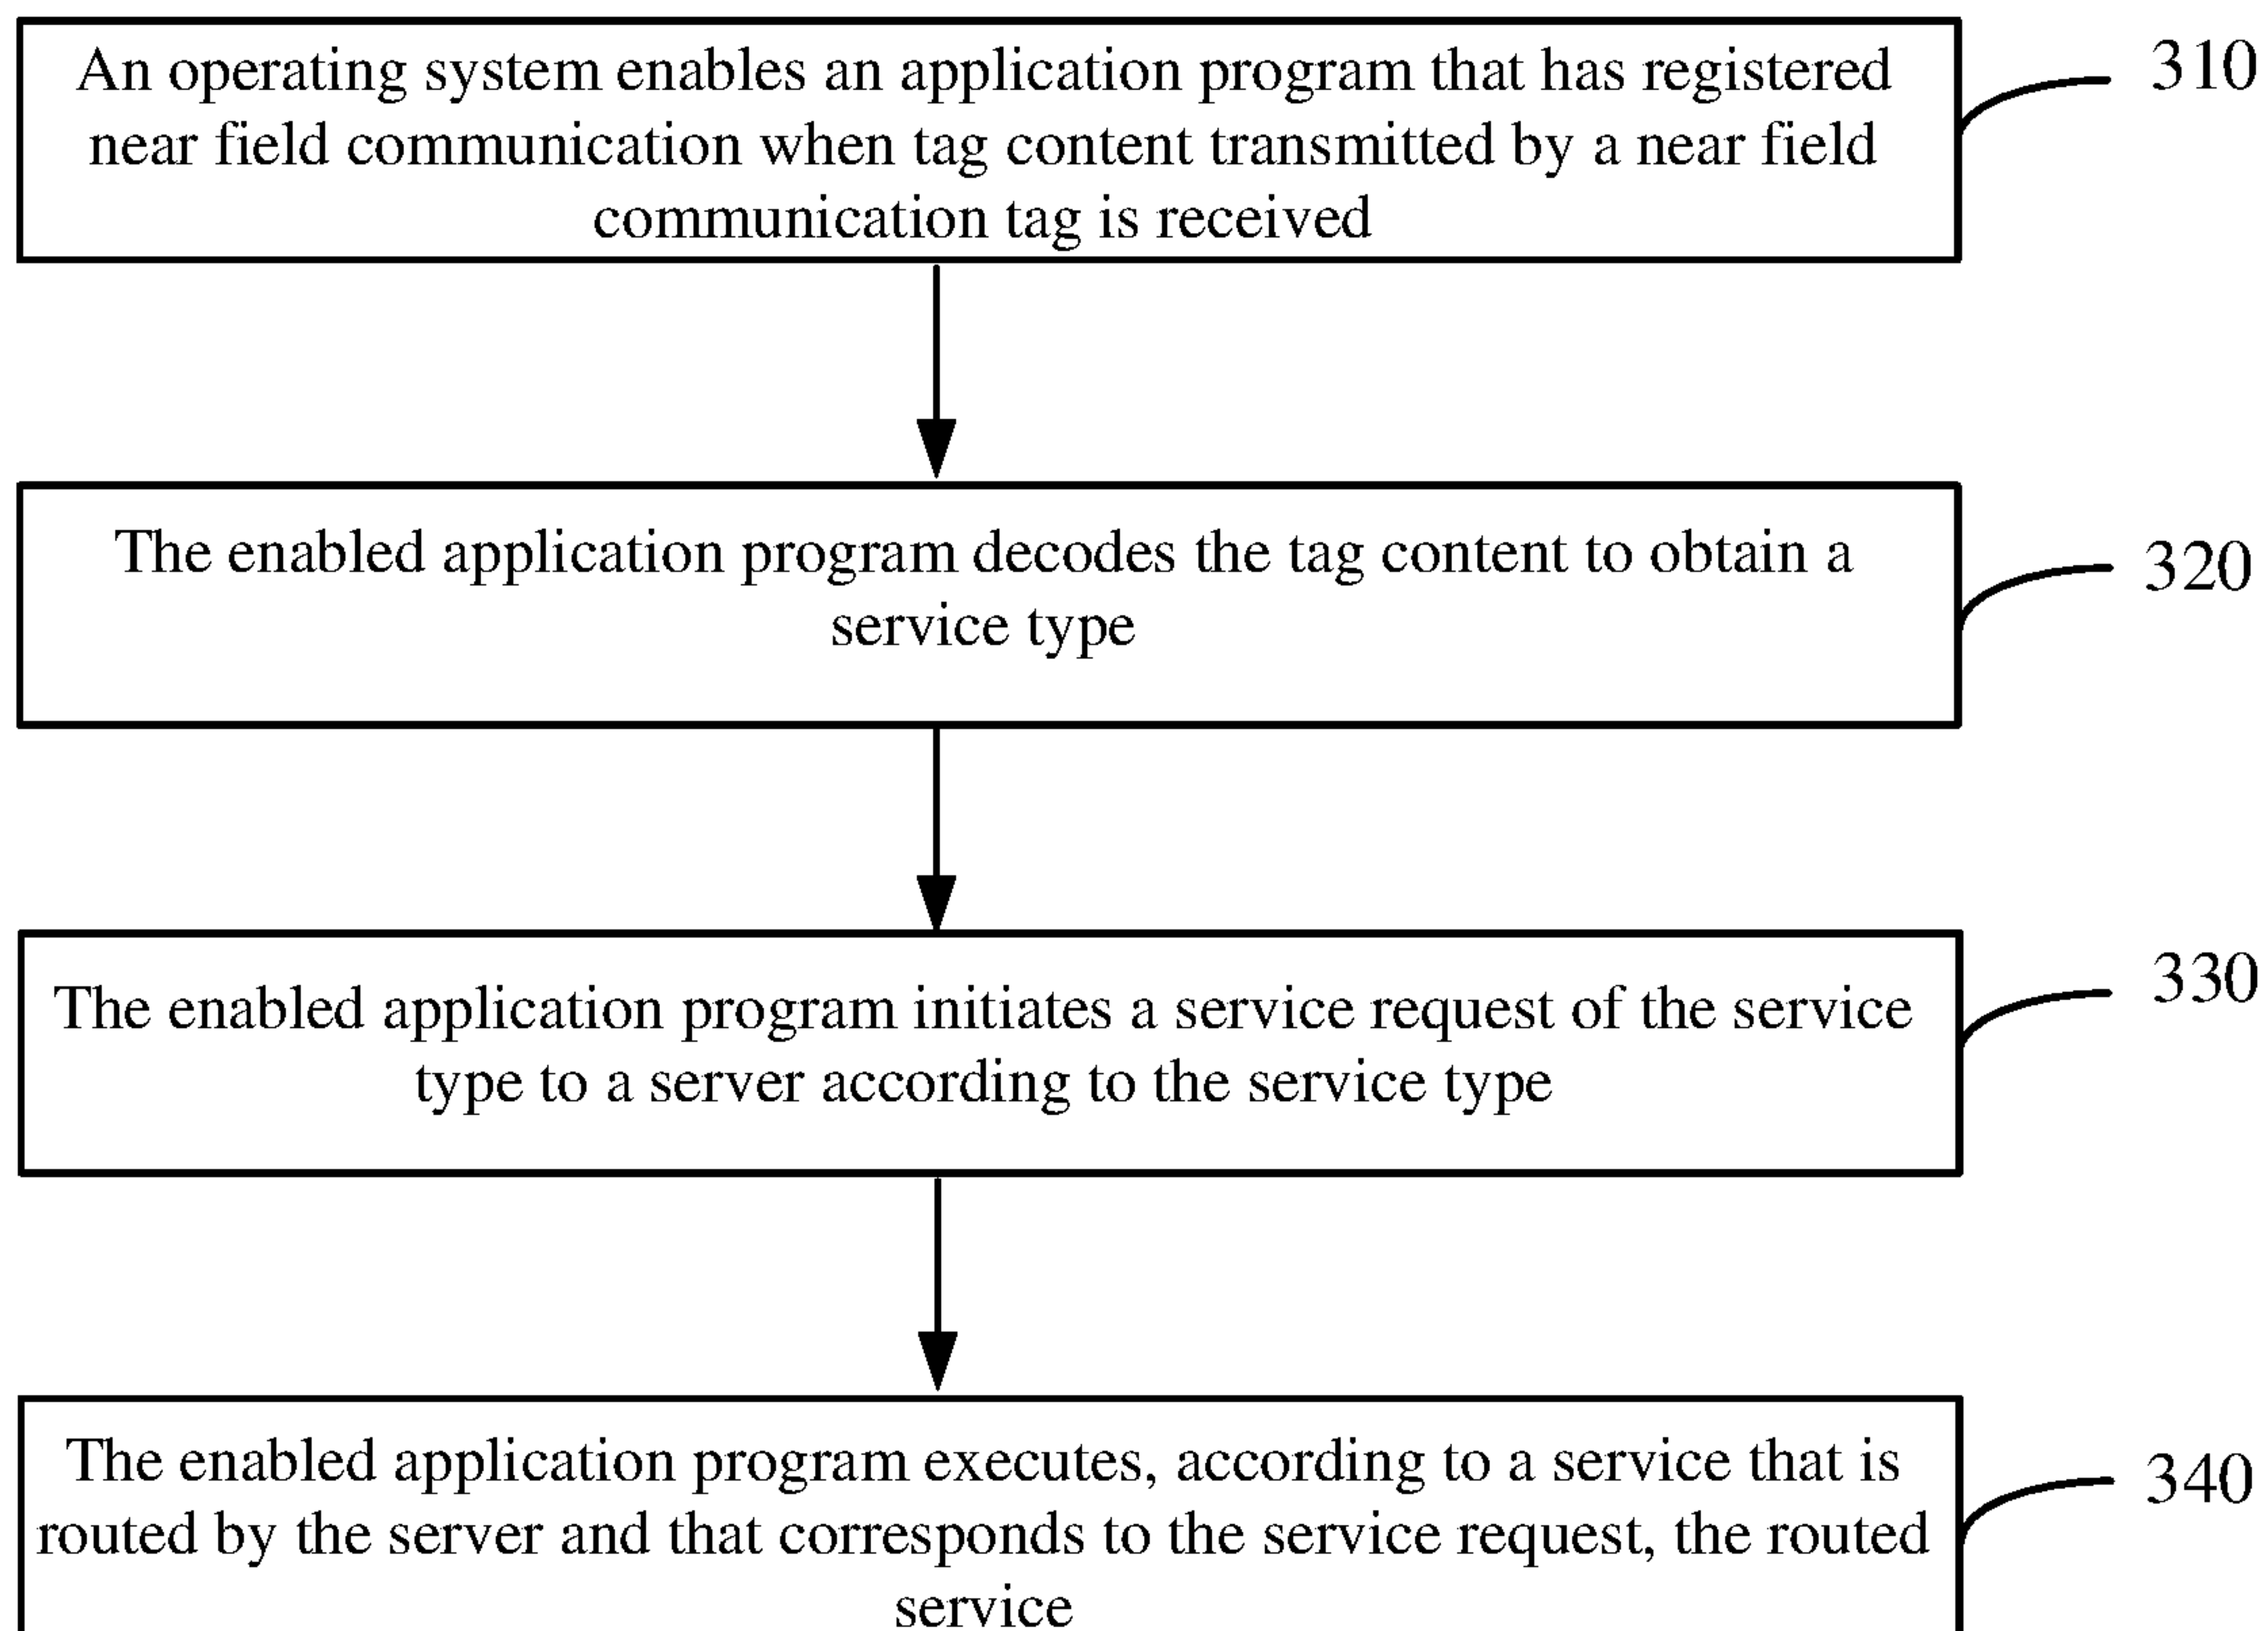 An operating system enables an application program that has registered
near field communication when tag content transmitted by a near field
communication tag is received
310
The enabled application program decodes the tag content to obtain a
service type
320
The enabled application program initiates a service request of the service
type to a server according to the service type
330
The enabled application program executes, according to a service that is
routed by the server and that corresponds to the service request, the routed
service
340